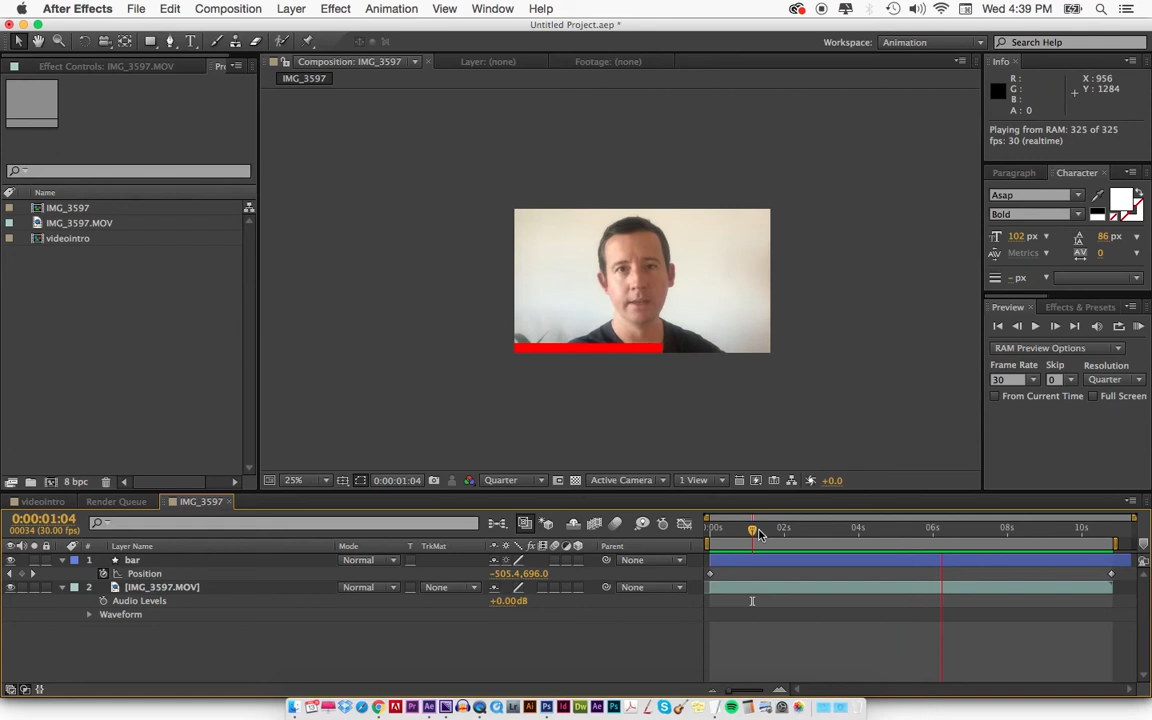 After Effects File Edit Composition Layer Effect Animation View Window Help Wed 4:39 PM
Untitled Project.aep *
Workspace: Animation Search Help
Effect Controls: IMG_3597.MOV Pr
Composition: IMG_3597 Layer: (none) Footage: (none)
IMG_3597
Info
R :
G :
B :
A : 0
X : 956
Y : 1284
Playing from RAM: 325 of 325
fps: 30 (realtime)
Paragraph Character
Asap
Bold
102 px 86 px
Metrics 0
- px
Name
IMG_3597
IMG_3597.MOV
videointro
Preview Effects & Presets
RAM Preview Options
Frame Rate Skip Resolution
30 0 Quarter
From Current Time Full Screen
8 bpc
25% 0:00:01:04 Quarter Active Camera 1 View +0.0
videointro Render Queue IMG_3597
0:00:01:04
00034 (30.00 fps)
:00s 02s 04s 06s 08s 10s
# Layer Name Mode T TrkMat Parent
1 bar Normal None
Position -505.4,696.0
2 [IMG_3597.MOV] Normal None None
Audio Levels +0.00dB
Waveform